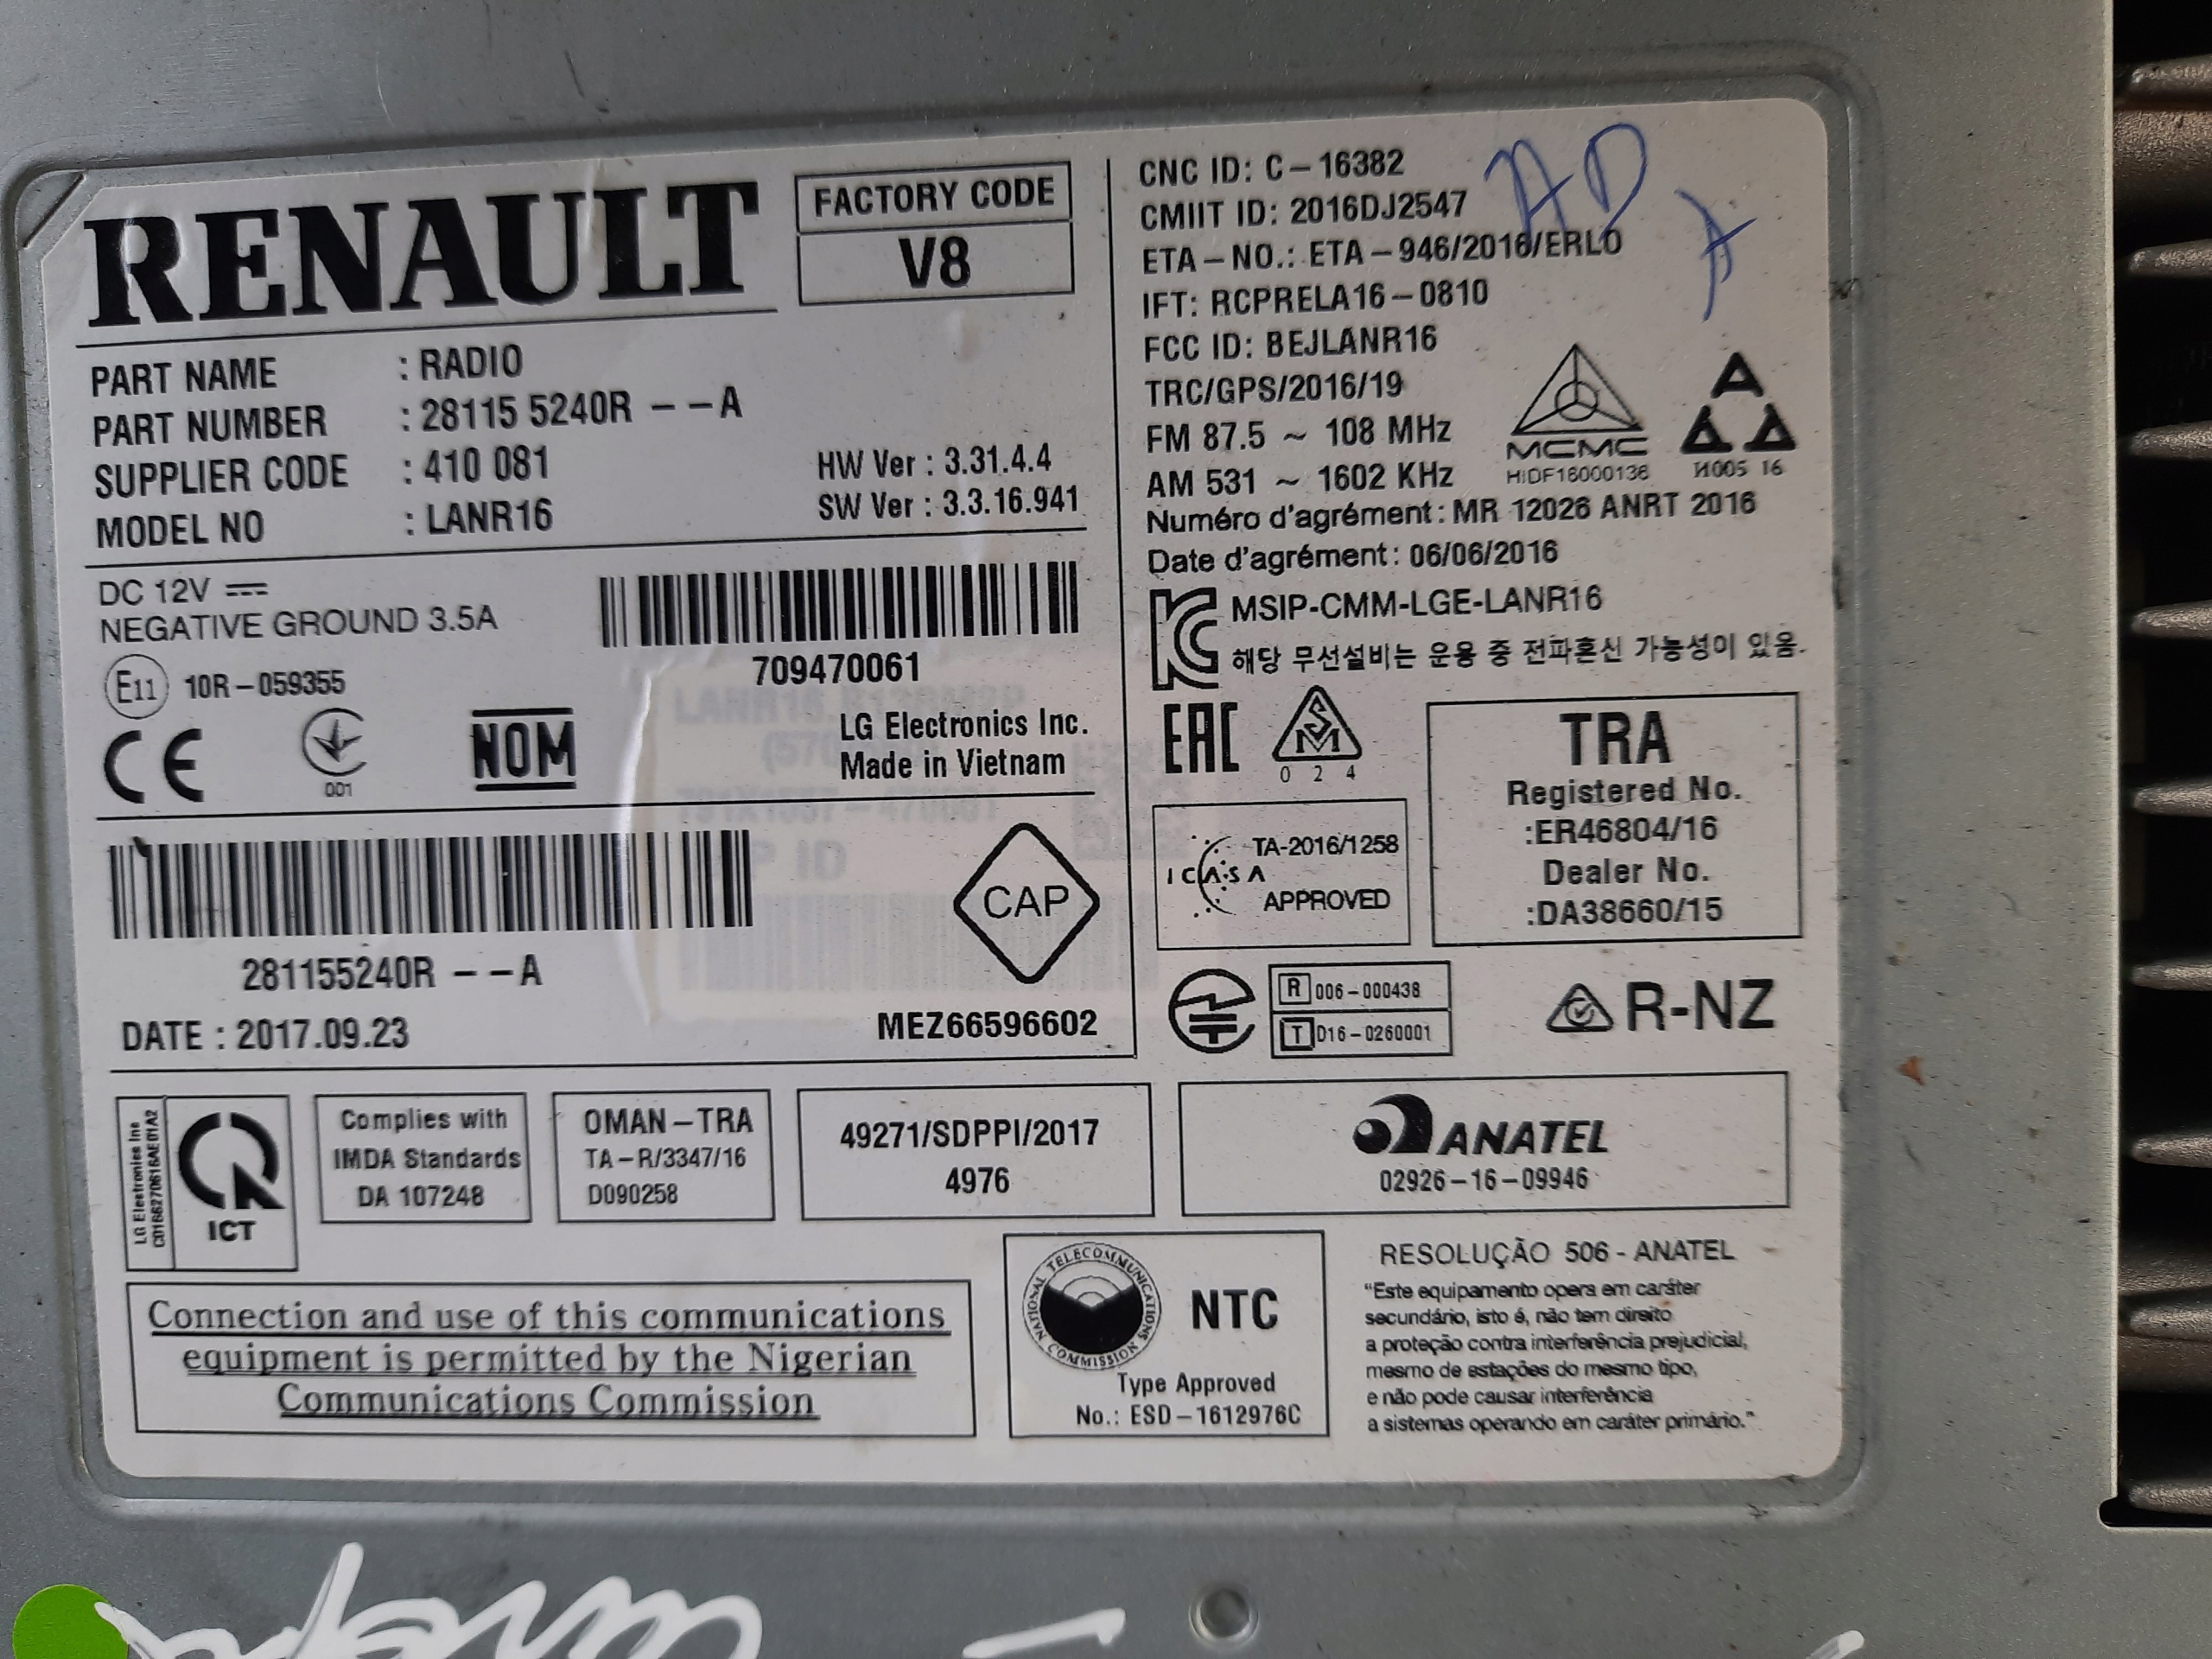 RENAULT
FACTORY CODE
V8
PART NAME : RADIO
PART NUMBER : 28115 5240R - - A
SUPPLIER CODE : 410 081
MODEL NO : LANR16
HW Ver : 3.31.4.4
SW Ver : 3.3.16.941
DC 12V
NEGATIVE GROUND 3.5A
709470061
E11 10R-059355
CE
001
NOM
LG Electronics Inc.
Made in Vietnam
281155240R - - A
CAP
DATE : 2017.09.23
MEZ66596602
CNC ID: C-16382
CMIIT ID: 2016DJ2547
ETA-NO.: ETA-946/2016/ERLO
IFT: RCPRELA16-0810
FCC ID: BEJLANR16
TRC/GPS/2016/19
FM 87.5 ~ 108 MHz
AM 531 ~ 1602 KHz
MCMC
HIDF16000136
Numéro d'agrément : MR 12026 ANRT 2016
Date d'agrément : 06/06/2016
MSIP-CMM-LGE-LANR16
해당 무선설비는 운용 중 전파혼신 가능성이 있음.
EAC
SM
0 2 4
TRA
Registered No.
:ER46804/16
Dealer No.
:DA38660/15
TA-2016/1258
ICASA
APPROVED
R 006-000438
T D16-0260001
R-NZ
LG Electronics Inc
ICT
Complies with
IMDA Standards
DA 107248
OMAN-TRA
TA-R/3347/16
D090258
49271/SDPPI/2017
4976
ANATEL
02926-16-09946
Connection and use of this communications
equipment is permitted by the Nigerian
Communications Commission
NATIONAL TELECOMMUNICATIONS COMMISSION
NTC
Type Approved
No.: ESD-1612976C
RESOLUÇÃO 506 - ANATEL
"Este equipamento opera em caráter
secundário, isto é, não tem direito
a proteção contra interferência prejudicial,
mesmo de estações do mesmo tipo,
e não pode causar interferência
a sistemas operando em caráter primário."